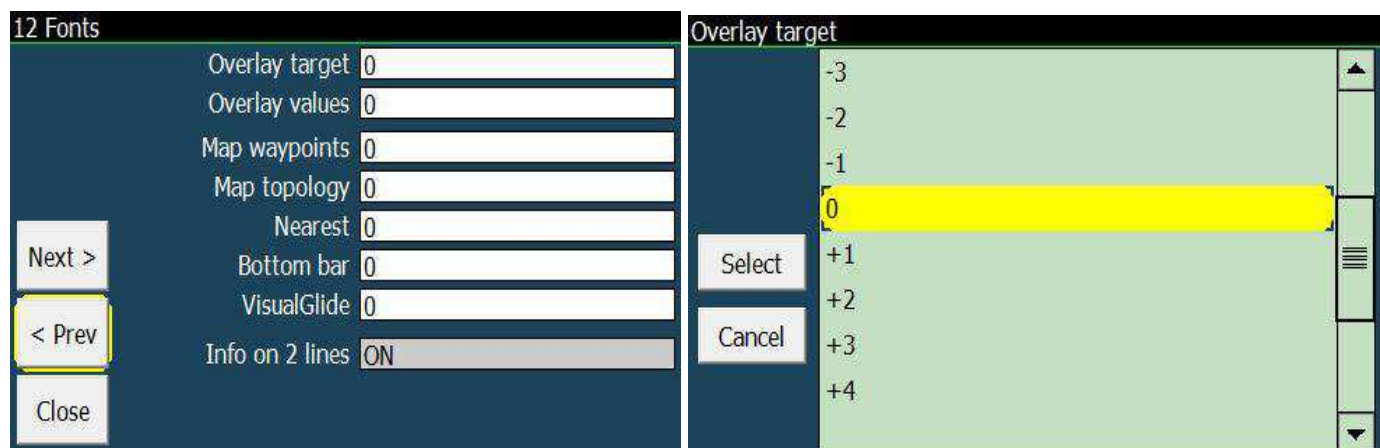 12 Fonts
Overlay target 0
Overlay values 0
Map waypoints 0
Map topology 0
Nearest 0
Bottom bar 0
VisualGlide 0
Info on 2 lines ON
Next >
< Prev
Close
Overlay target
-3
-2
-1
0
+1
+2
+3
+4
Select
Cancel